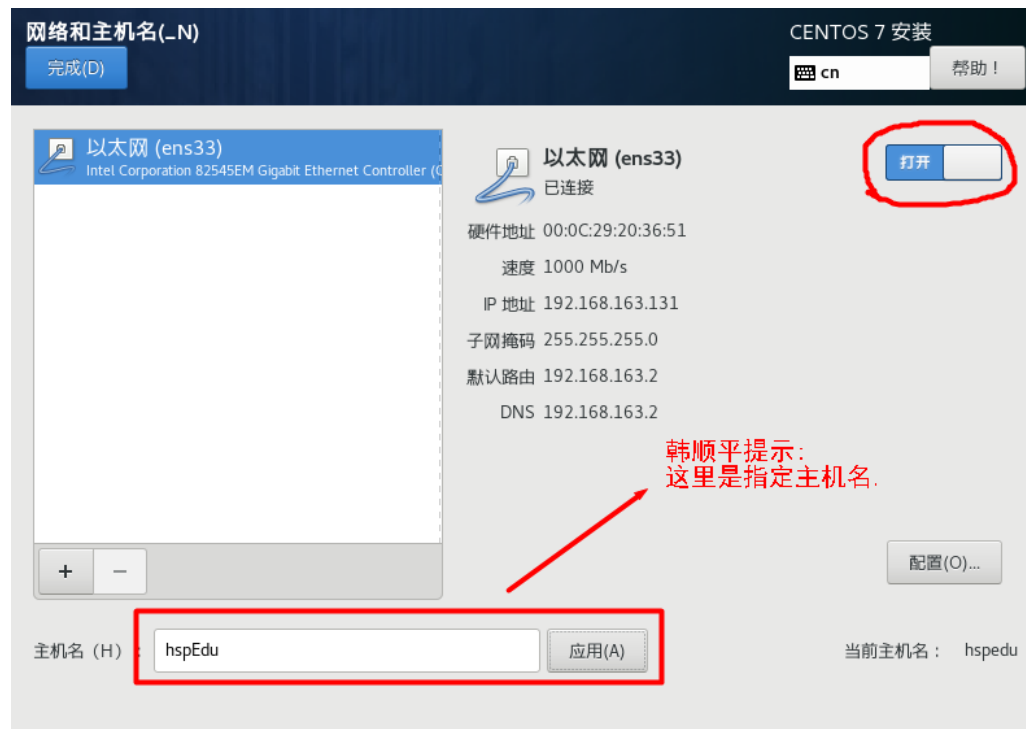 网络和主机名(_N)
CENTOS 7 安装
完成(D)
cn
帮助！
以太网 (ens33)
Intel Corporation 82545EM Gigabit Ethernet Controller (C
以太网 (ens33)
已连接
打开
硬件地址 00:0C:29:20:36:51
速度 1000 Mb/s
IP 地址 192.168.163.131
子网掩码 255.255.255.0
默认路由 192.168.163.2
DNS 192.168.163.2
韩顺平提示:
这里是指定主机名.
+ −
配置(O)...
主机名（H）: hspEdu 应用(A)
当前主机名： hspedu